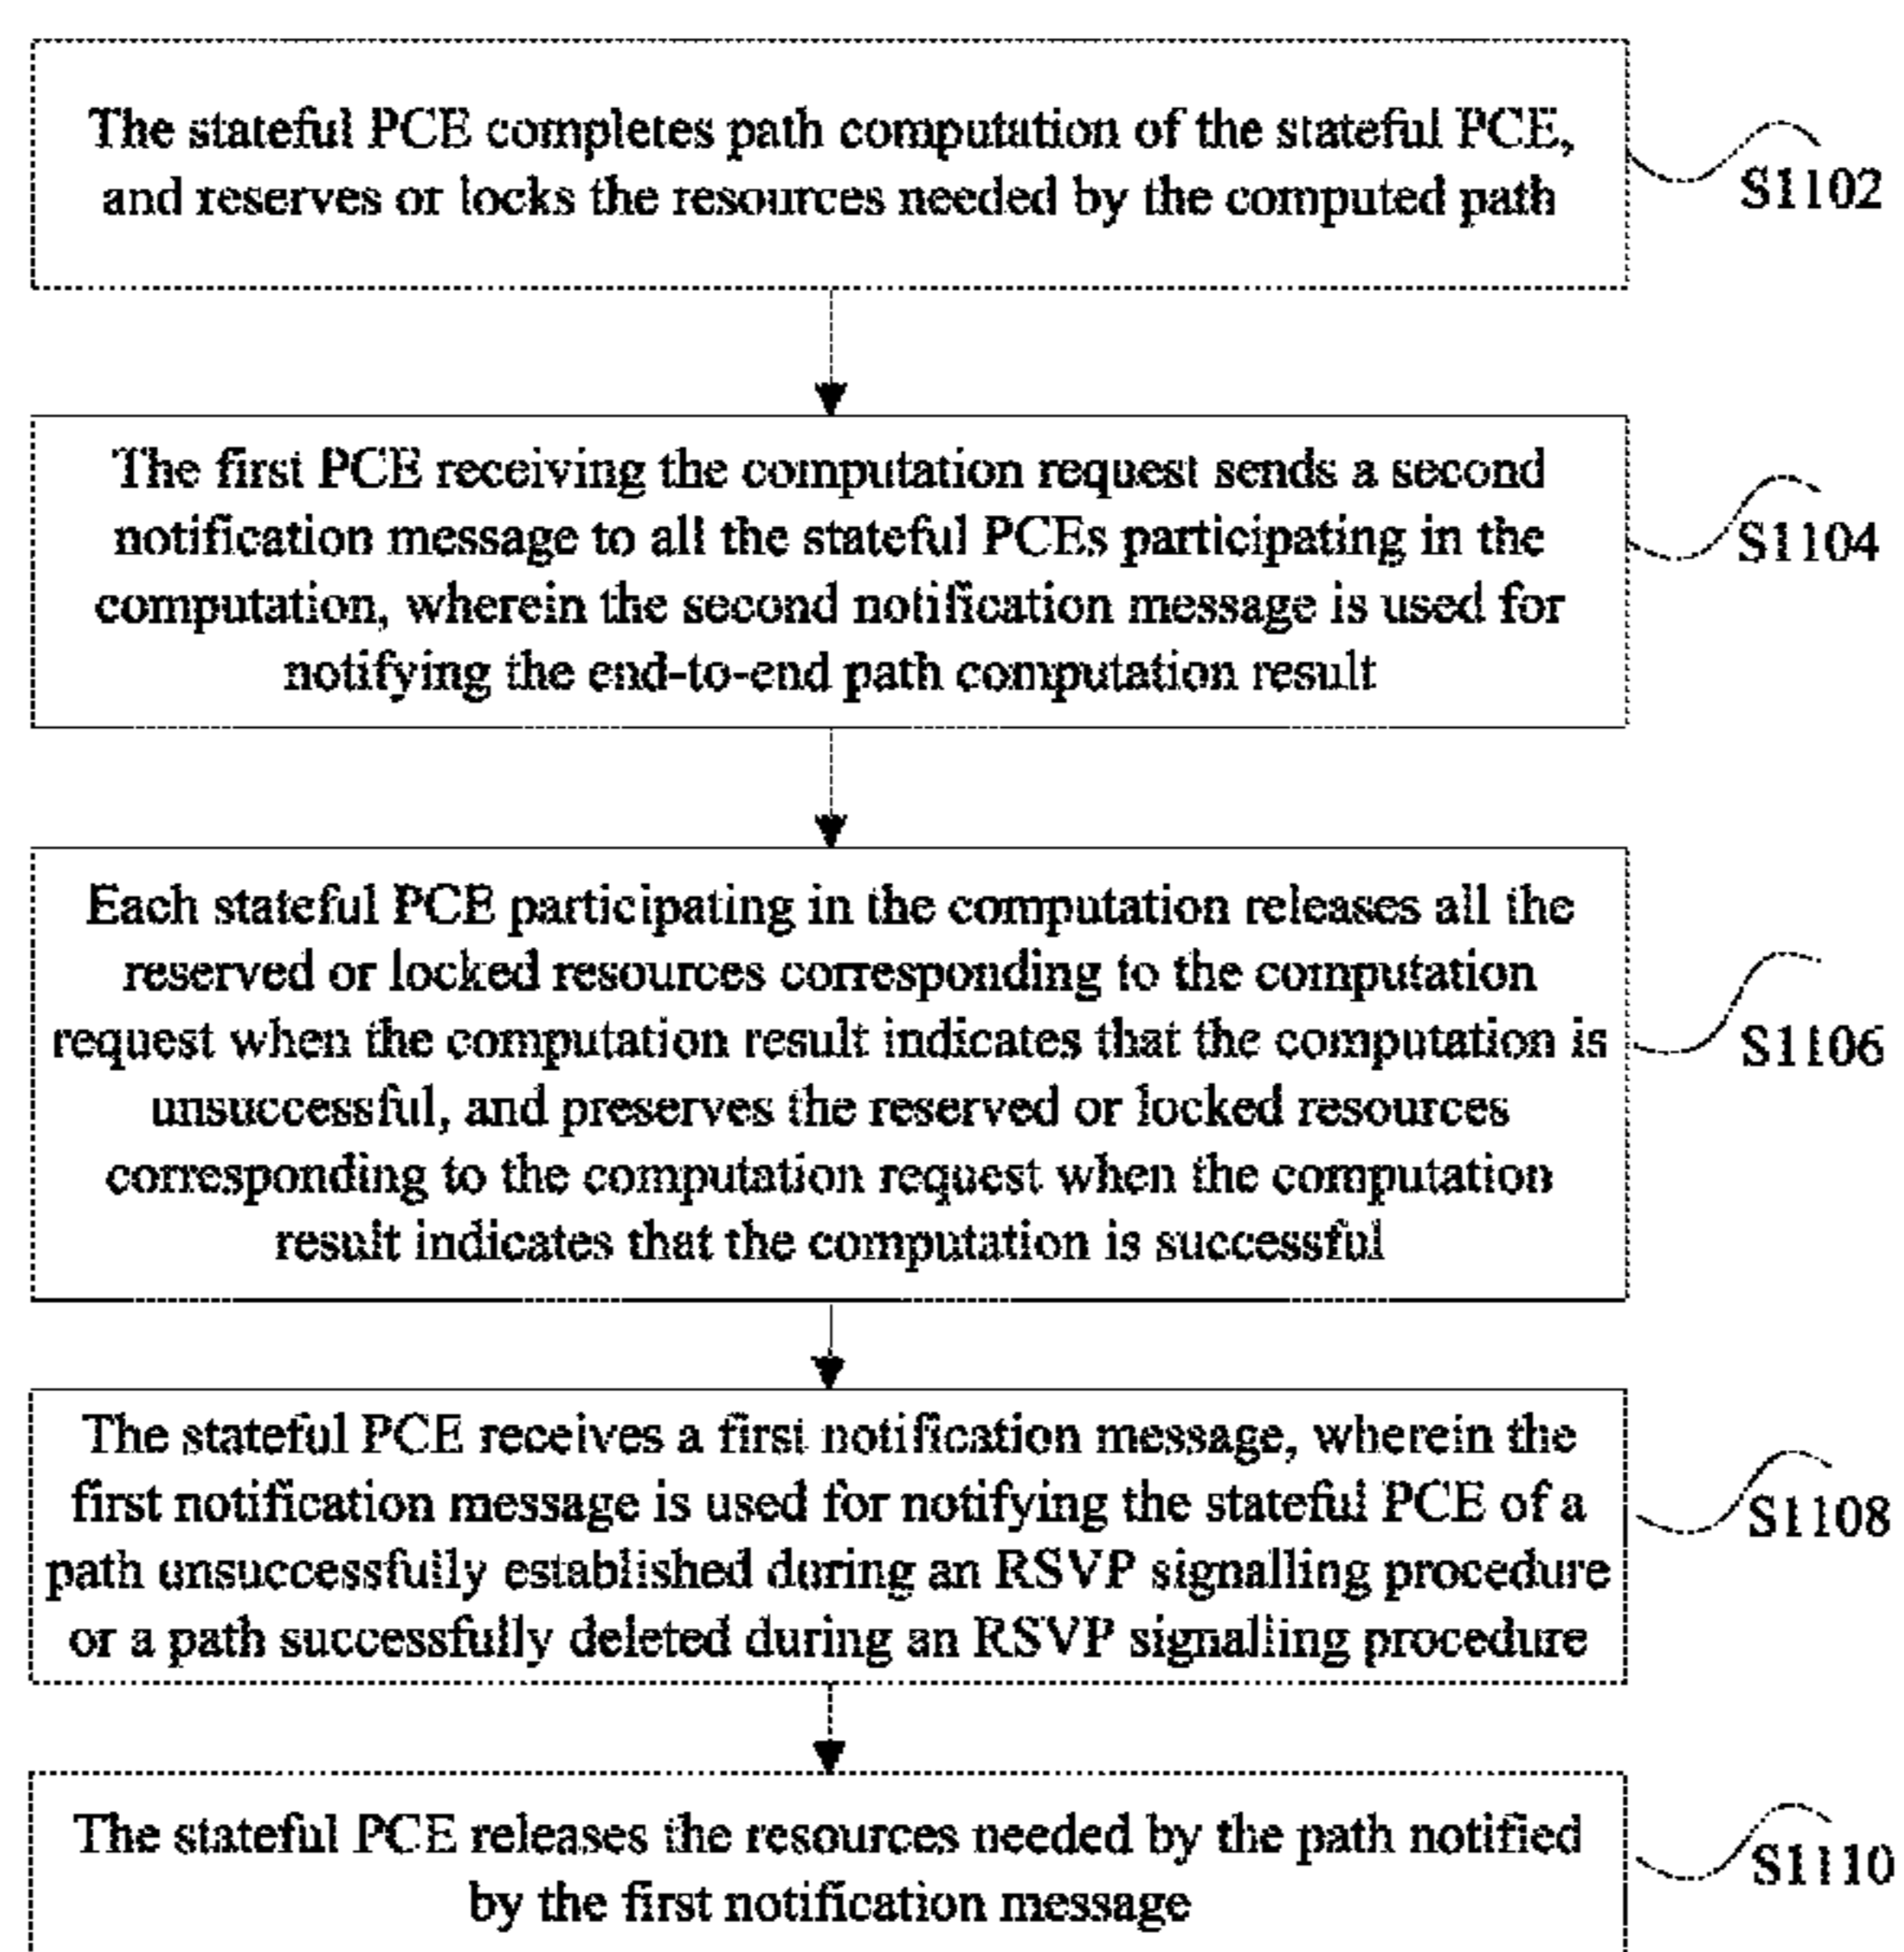 The stateful PCE completes path computation of the stateful PCE,
and reserves or locks the resources needed by the computed path
S1102
The first PCE receiving the computation request sends a second
notification message to all the stateful PCEs participating in the
computation, wherein the second notification message is used for
notifying the end-to-end path computation result
S1104
Each stateful PCE participating in the computation releases all the
reserved or locked resources corresponding to the computation
request when the computation result indicates that the computation is
unsuccessful, and preserves the reserved or locked resources
corresponding to the computation request when the computation
result indicates that the computation is successful
S1106
The stateful PCE receives a first notification message, wherein the
first notification message is used for notifying the stateful PCE of a
path unsuccessfully established during an RSVP signalling procedure
or a path successfully deleted during an RSVP signalling procedure
S1108
The stateful PCE releases the resources needed by the path notified
by the first notification message
S1110